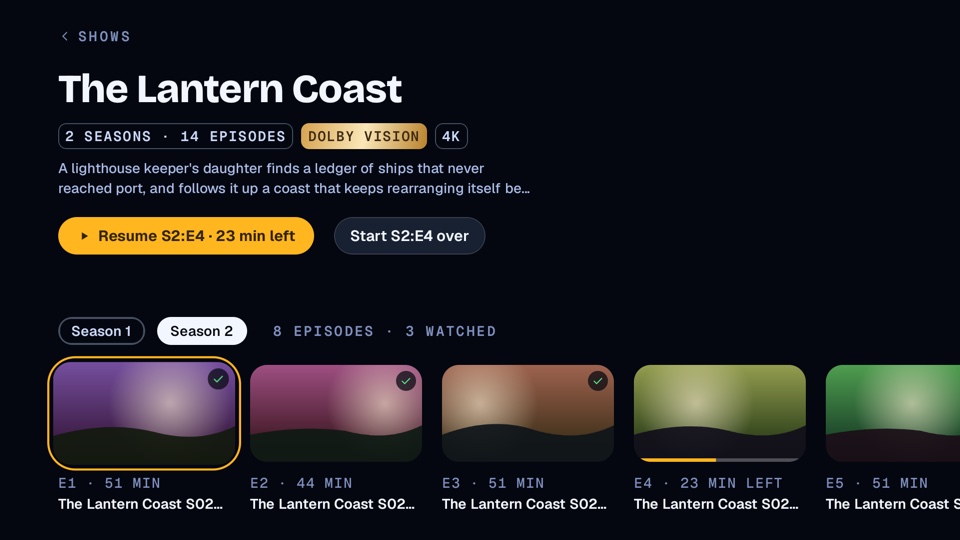 SHOWS
The Lantern Coast
2 SEASONS · 14 EPISODES DOLBY VISION 4K
A lighthouse keeper's daughter finds a ledger of ships that never
reached port, and follows it up a coast that keeps rearranging itself be…
Resume S2:E4 · 23 min left Start S2:E4 over
Season 1 Season 2 8 EPISODES · 3 WATCHED
E1 · 51 MIN E2 · 44 MIN E3 · 51 MIN E4 · 23 MIN LEFT E5 · 51 MIN
The Lantern Coast S02… The Lantern Coast S02… The Lantern Coast S02… The Lantern Coast S02… The Lantern Coast S